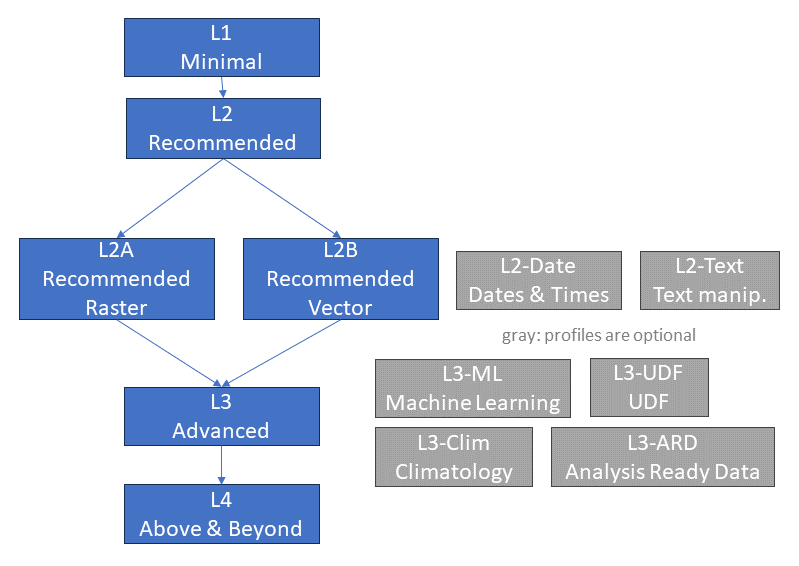 L1
Minimal
L2
Recommended
L2A
Recommended
Raster
L2B
Recommended
Vector
L2-Date
Dates & Times
L2-Text
Text manip.
gray: profiles are optional
L3-ML
Machine Learning
L3-UDF
UDF
L3
Advanced
L3-Clim
Climatology
L3-ARD
Analysis Ready Data
L4
Above & Beyond